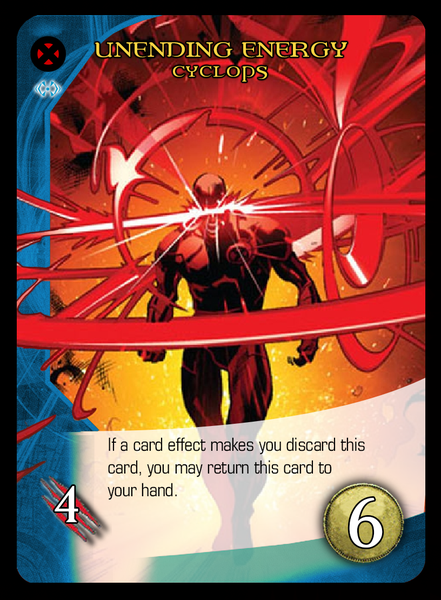 UNENDING ENERGY
CYCLOPS
If a card effect makes you discard this
card, you may return this card to
your hand.
4
6